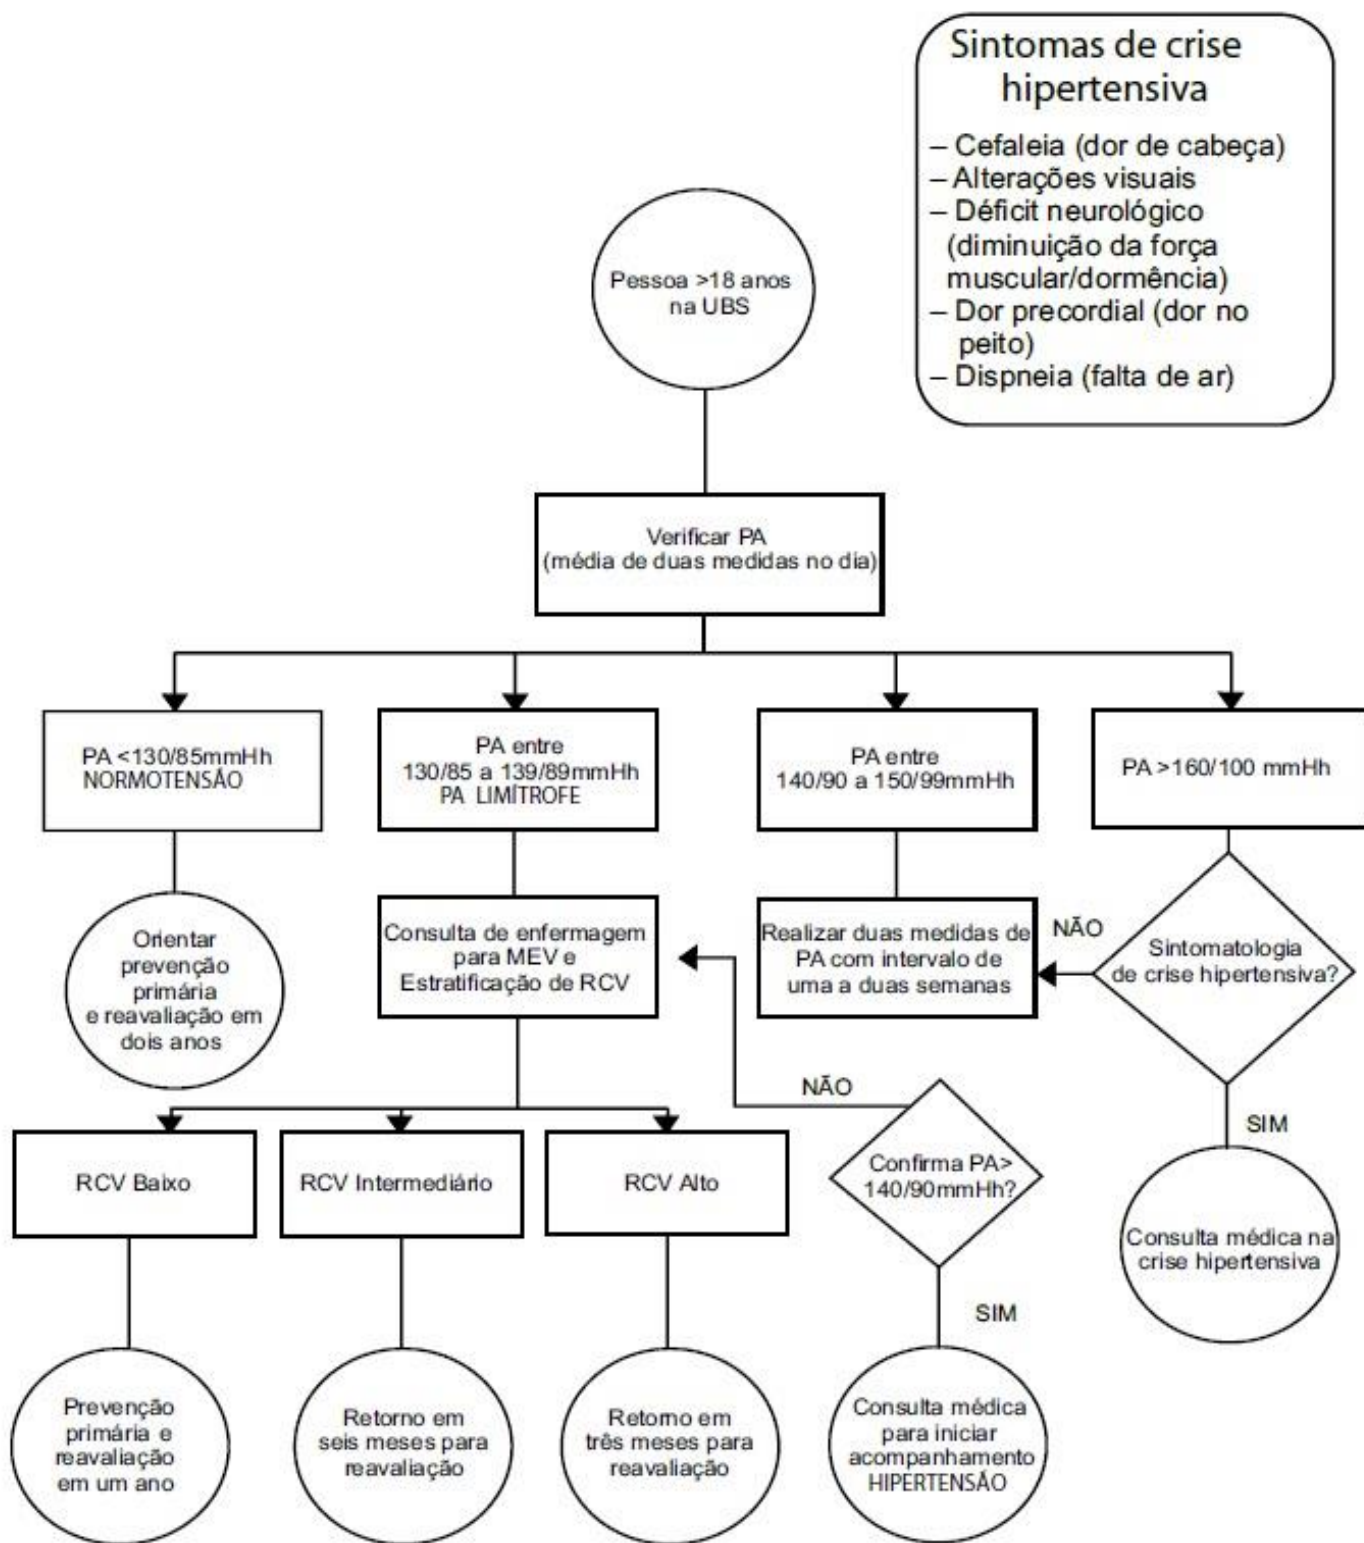 Sintomas de crise
hipertensiva
– Cefaleia (dor de cabeça)
– Alterações visuais
– Déficit neurológico
(diminuição da força
muscular/dormência)
– Dor precordial (dor no
peito)
– Dispneia (falta de ar)
Pessoa >18 anos
na UBS
Verificar PA
(média de duas medidas no dia)
PA <130/85mmHh
NORMOTENSÃO
PA entre
130/85 a 139/89mmHh
PA LIMÍTROFE
PA entre
140/90 a 150/99mmHh
PA >160/100 mmHh
Orientar
prevenção
primária
e reavaliação em
dois anos
Consulta de enfermagem
para MEV e
Estratificação de RCV
Realizar duas medidas de
PA com intervalo de
uma a duas semanas
NÃO
Sintomatologia
de crise hipertensiva?
NÃO
SIM
RCV Baixo
RCV Intermediário
RCV Alto
Confirma PA>
140/90mmHh?
Consulta médica na
crise hipertensiva
SIM
Prevenção
primária e
reavaliação
em um ano
Retorno em
seis meses para
reavaliação
Retorno em
três meses para
reavaliação
Consulta médica
para iniciar
acompanhamento
HIPERTENSÃO